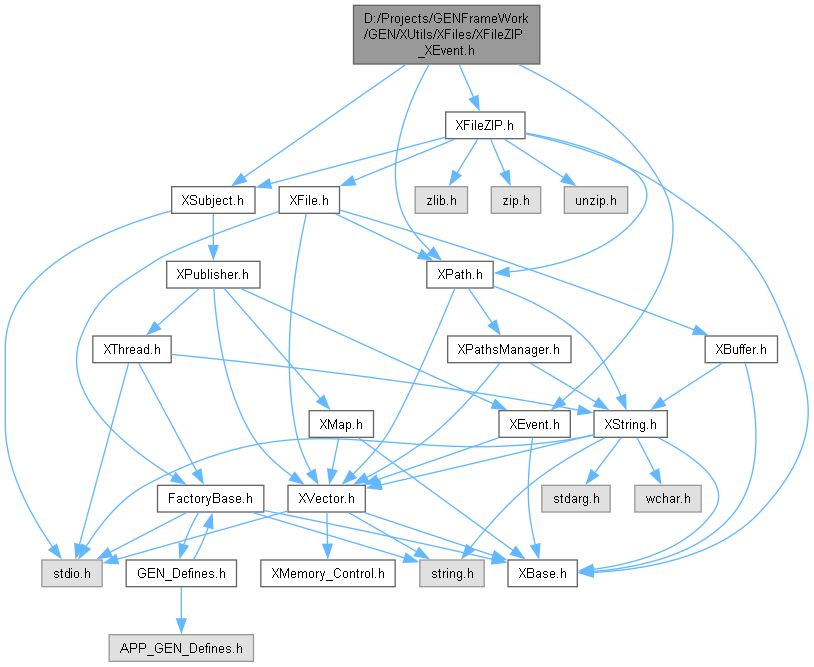 D:/Projects/GENFrameWork
/GEN/XUtils/XFiles/XFileZIP
_XEvent.h
XFileZIP.h
XSubject.h
XFile.h
zlib.h
zip.h
unzip.h
XPublisher.h
XPath.h
XThread.h
XPathsManager.h
XBuffer.h
XMap.h
XEvent.h
XString.h
FactoryBase.h
XVector.h
stdarg.h
wchar.h
stdio.h
GEN_Defines.h
XMemory_Control.h
string.h
XBase.h
APP_GEN_Defines.h